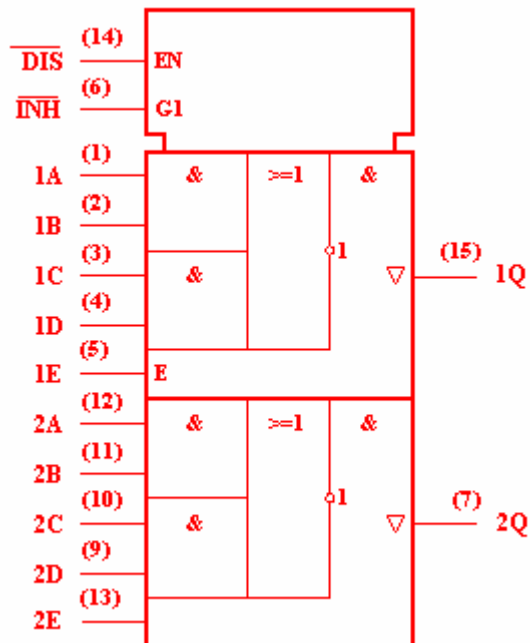 (14)
DIS EN
(6)
INH G1
(1)
1A & >=1 &
(2)
1B
(3)
1C & 1 ▽ (15) 1Q
(4)
1D
(5)
1E E
(12)
2A & >=1 &
(11)
2B
(10)
2C & 1 ▽ (7) 2Q
(9)
2D
(13)
2E